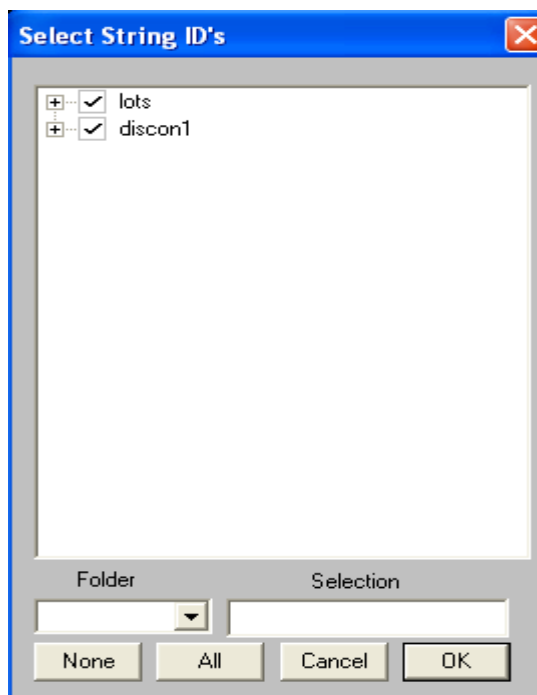 Select String ID's
lots
discon1
Folder Selection
None All Cancel OK